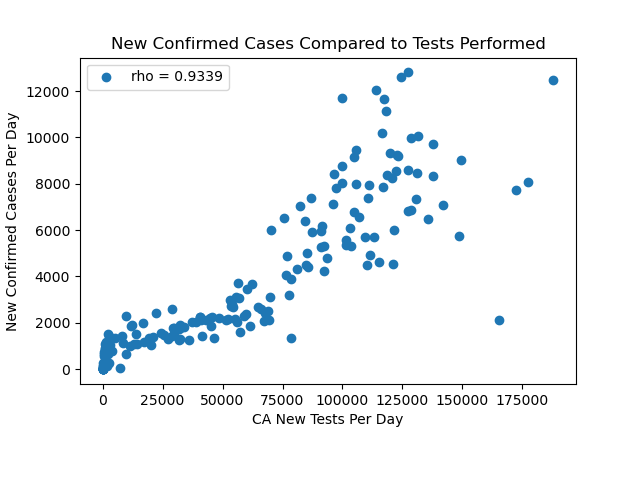 New Confirmed Cases Compared to Tests Performed
rho = 0.9339
12000
10000
8000
6000
4000
2000
0
New Confirmed Caeses Per Day
0 25000 50000 75000 100000 125000 150000 175000
CA New Tests Per Day